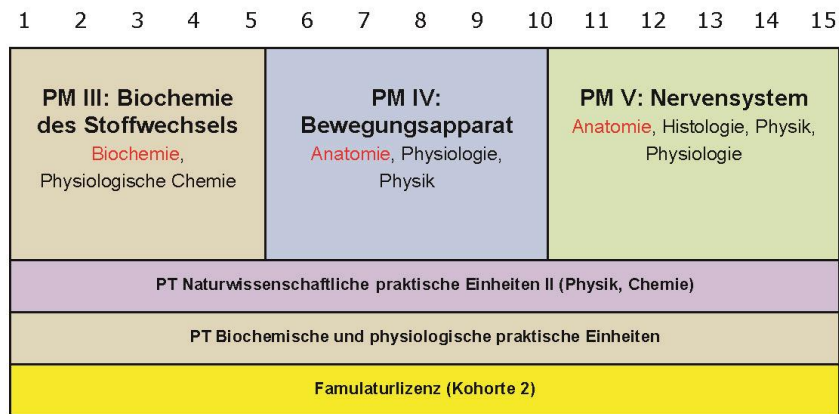 1 2 3 4 5 6 7 8 9 10 11 12 13 14 15
PM III: Biochemie
des Stoffwechsels
Biochemie,
Physiologische Chemie
PM IV:
Bewegungsapparat
Anatomie, Physiologie,
Physik
PM V: Nervensystem
Anatomie, Histologie, Physik,
Physiologie
PT Naturwissenschaftliche praktische Einheiten II (Physik, Chemie)
PT Biochemische und physiologische praktische Einheiten
Famulaturlizenz (Kohorte 2)